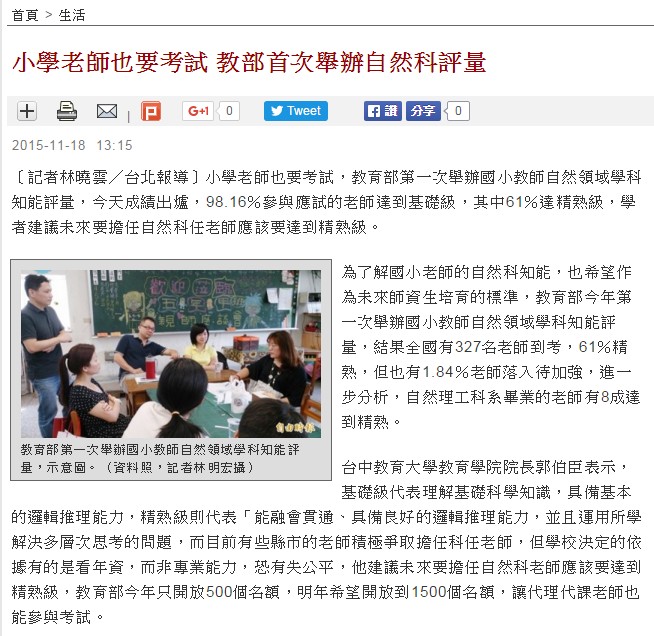 首頁 > 生活
小學老師也要考試 教部首次舉辦自然科評量
G+1 0 Tweet 讚 分享 0
2015-11-18 13:15
〔記者林曉雲／台北報導〕小學老師也要考試，教育部第一次舉辦國小教師自然領域學科
知能評量，今天成績出爐，98.16%參與應試的老師達到基礎級，其中61%達精熟級，學
者建議未來要擔任自然科任老師應該要達到精熟級。
為了解國小老師的自然科知能，也希望作
為未來師資生培育的標準，教育部今年第
一次舉辦國小教師自然領域學科知能評
量，結果全國有327名老師到考，61%精
熟，但也有1.84%老師落入待加強，進一
步分析，自然理工科系畢業的老師有8成達
到精熟。
自由時報
教育部第一次舉辦國小教師自然領域學科知能評
量，示意圖。（資料照，記者林明宏攝）
台中教育大學教育學院院長郭伯臣表示，
基礎級代表理解基礎科學知識，具備基本
的邏輯推理能力，精熟級則代表「能融會貫通、具備良好的邏輯推理能力，並且運用所學
解決多層次思考的問題，而目前有些縣市的老師積極爭取擔任科任老師，但學校決定的依
據有的是看年資，而非專業能力，恐有失公平，他建議未來要擔任自然科老師應該要達到
精熟級，教育部今年只開放500個名額，明年希望開放到1500個名額，讓代理代課老師也
能參與考試。